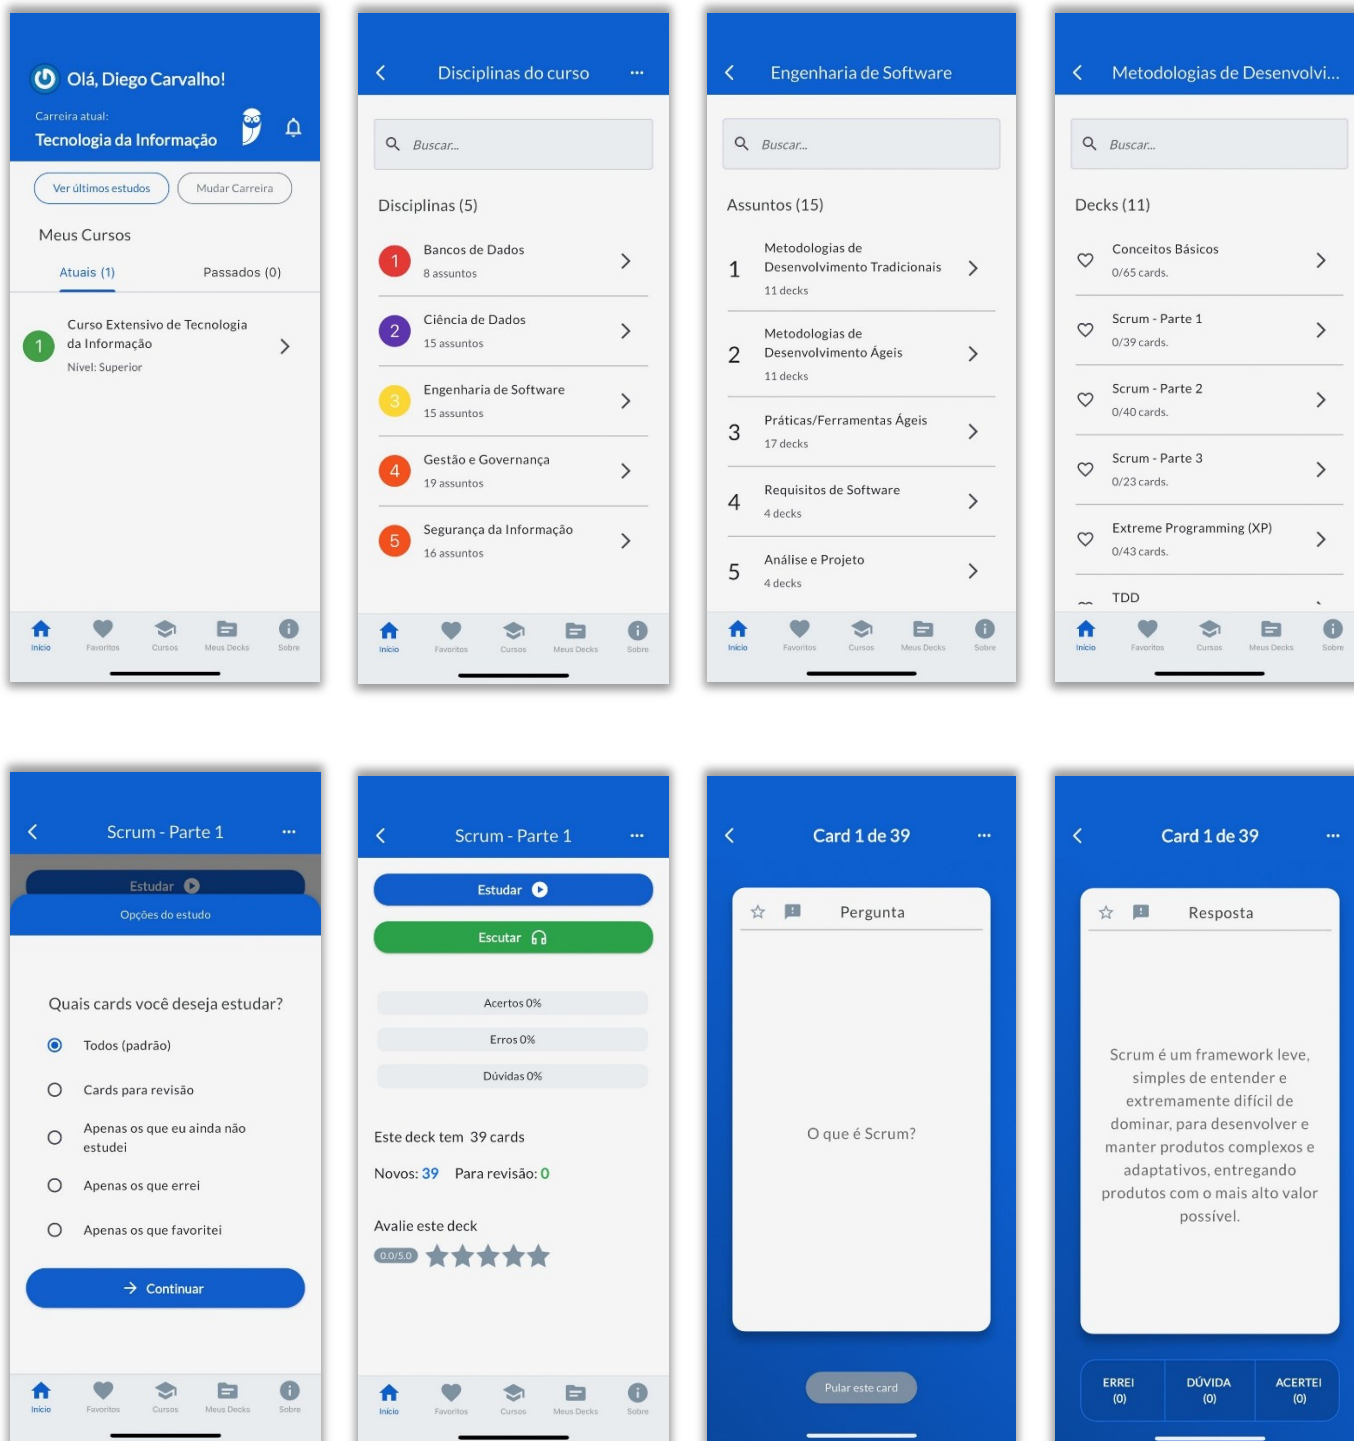 Olá, Diego Carvalho!
Carreira atual:
Tecnologia da Informação
Ver últimos estudos
Mudar Carreira
Meus Cursos
Atuais (1)
Passados (0)
1
Curso Extensivo de Tecnologia
da Informação
Nível: Superior
Início
Favoritos
Cursos
Meus Decks
Sobre
Disciplinas do curso
Buscar...
Disciplinas (5)
1
Bancos de Dados
8 assuntos
2
Ciência de Dados
15 assuntos
3
Engenharia de Software
15 assuntos
4
Gestão e Governança
19 assuntos
5
Segurança da Informação
16 assuntos
Início
Favoritos
Cursos
Meus Decks
Sobre
Engenharia de Software
Buscar...
Assuntos (15)
1
Metodologias de
Desenvolvimento Tradicionais
11 decks
2
Metodologias de
Desenvolvimento Ágeis
11 decks
3
Práticas/Ferramentas Ágeis
17 decks
4
Requisitos de Software
4 decks
5
Análise e Projeto
4 decks
Início
Favoritos
Cursos
Meus Decks
Sobre
Metodologias de Desenvolvi...
Buscar...
Decks (11)
Conceitos Básicos
0/65 cards.
Scrum - Parte 1
0/39 cards.
Scrum - Parte 2
0/40 cards.
Scrum - Parte 3
0/23 cards.
Extreme Programming (XP)
0/43 cards.
TDD
Início
Favoritos
Cursos
Meus Decks
Sobre
Scrum - Parte 1
Estudar
Opções do estudo
Quais cards você deseja estudar?
Todos (padrão)
Cards para revisão
Apenas os que eu ainda não
estudei
Apenas os que errei
Apenas os que favoritei
Continuar
Início
Favoritos
Cursos
Meus Decks
Sobre
Scrum - Parte 1
Estudar
Escutar
Acertos 0%
Erros 0%
Dúvidas 0%
Este deck tem 39 cards
Novos: 39 Para revisão: 0
Avalie este deck
0.0/5.0
Início
Favoritos
Cursos
Meus Decks
Sobre
Card 1 de 39
Pergunta
O que é Scrum?
Pular este card
Card 1 de 39
Resposta
Scrum é um framework leve,
simples de entender e
extremamente difícil de
dominar, para desenvolver e
manter produtos complexos e
adaptativos, entregando
produtos com o mais alto valor
possível.
ERREI
(0)
DÚVIDA
(0)
ACERTEI
(0)